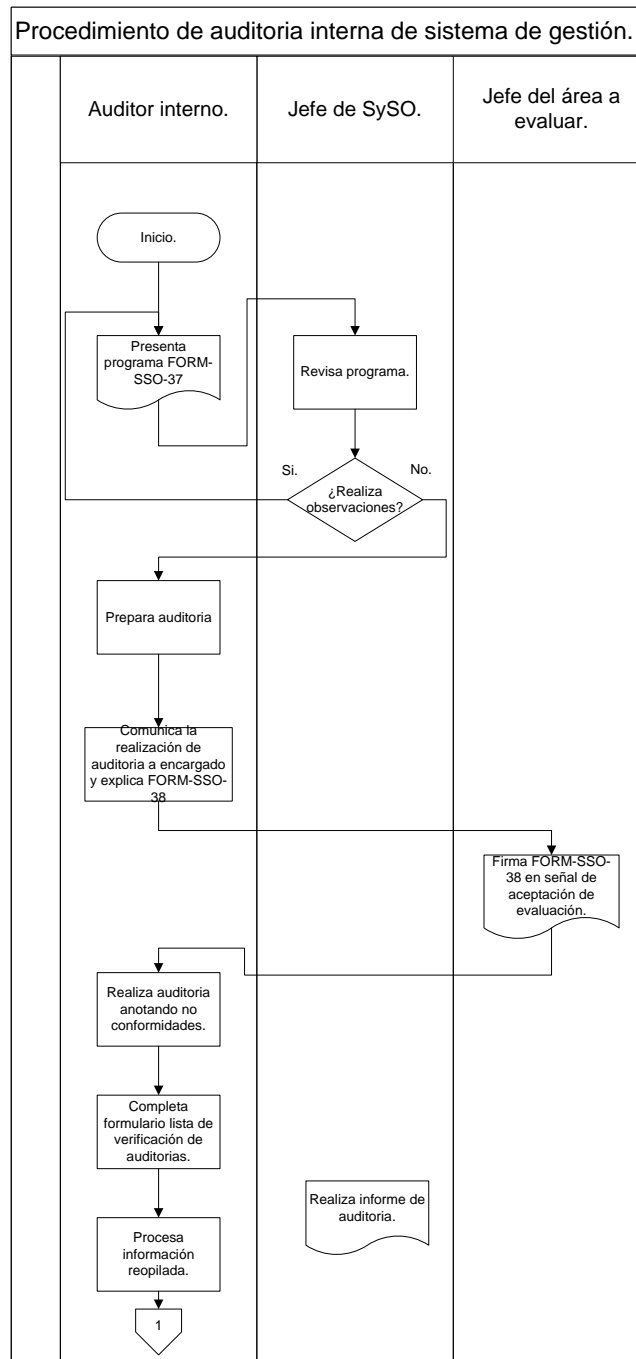 Procedimiento de auditoria interna de sistema de gestión.
Auditor interno.
Jefe de SySO.
Jefe del área a
evaluar.
Inicio.
Presenta
programa FORM-
SSO-37
Revisa programa.
Si.
No.
¿Realiza
observaciones?
Prepara auditoria
Comunica la
realización de
auditoria a encargado
y explica FORM-SSO-
38
Firma FORM-SSO-
38 en señal de
aceptación de
evaluación.
Realiza auditoria
anotando no
conformidades.
Completa
formulario lista de
verificación de
auditorias.
Realiza informe de
auditoria.
Procesa
información
reopilada.
1